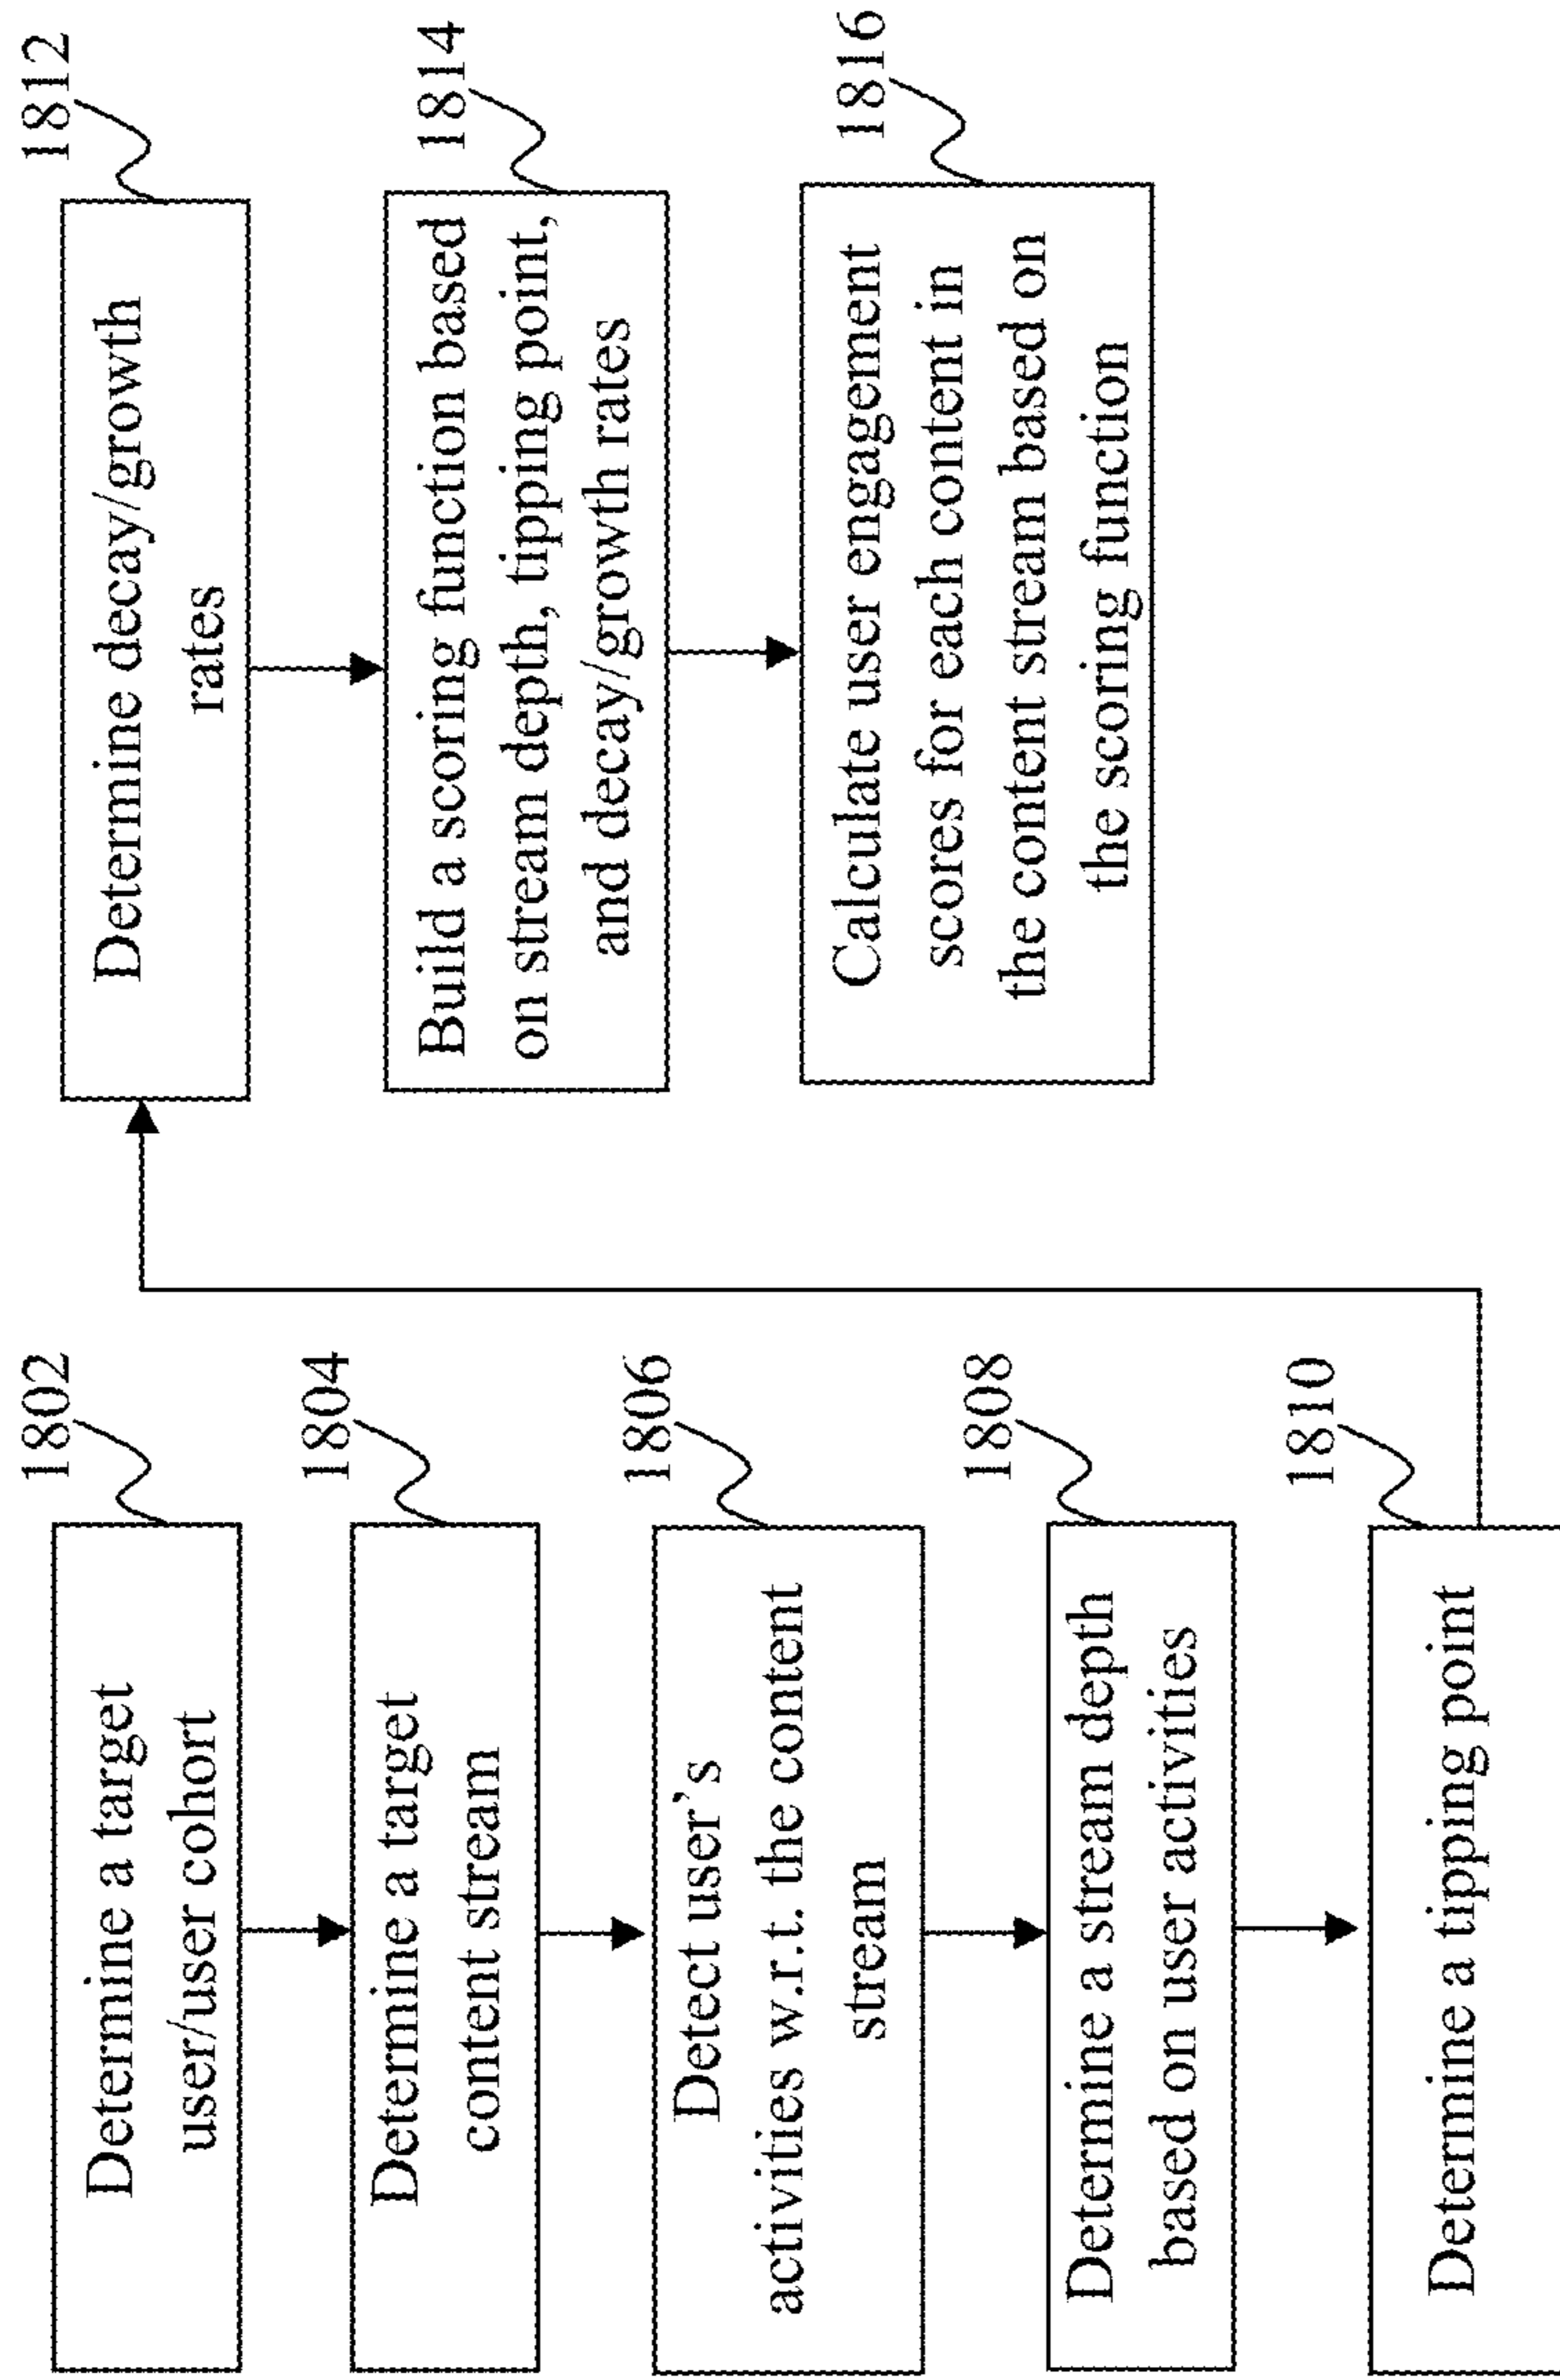 1802
Determine a target
user/user cohort
1804
Determine a target
content stream
1806
Detect user's
activities w.r.t. the content
stream
1808
Determine a stream depth
based on user activities
1810
Determine a tipping point
1812
Determine decay/growth
rates
1814
Build a scoring function based
on stream depth, tipping point,
and decay/growth rates
1816
Calculate user engagement
scores for each content in
the content stream based on
the scoring function